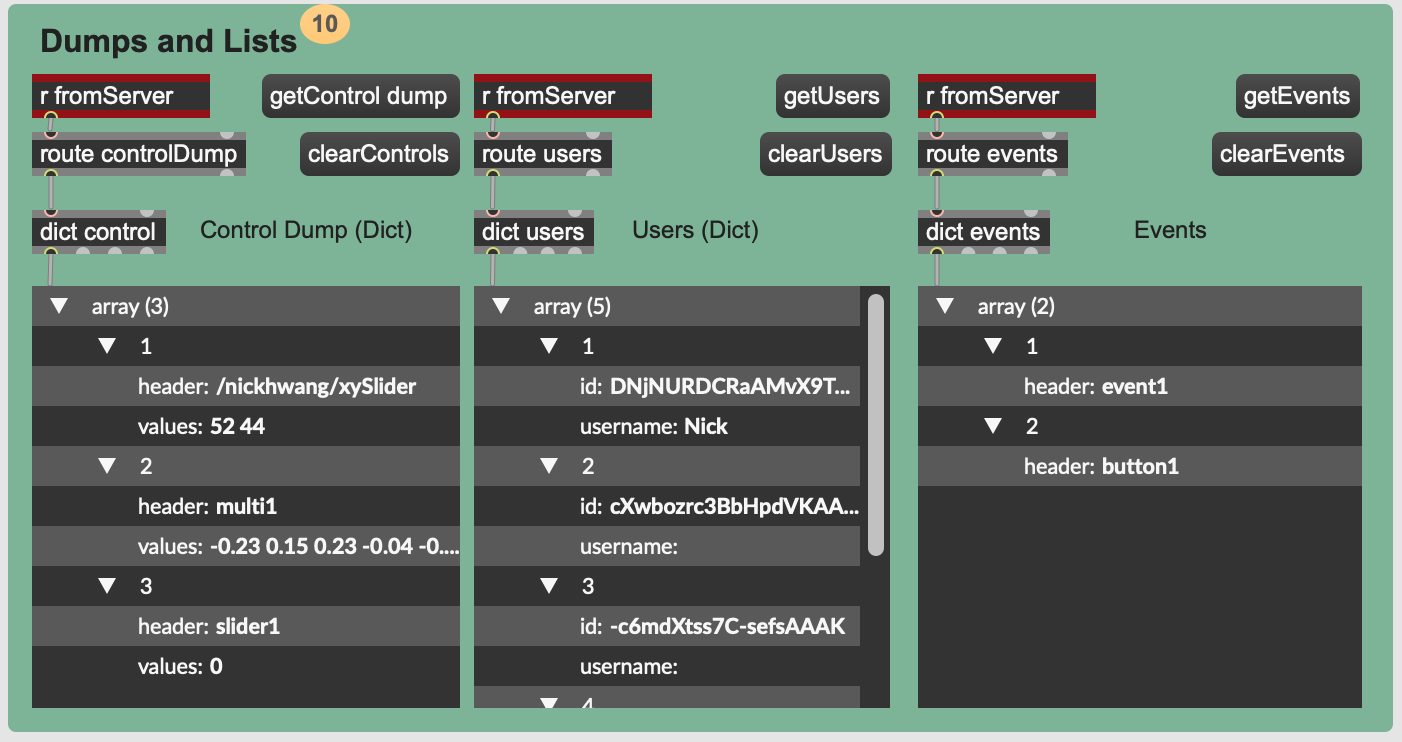 Dumps and Lists
10
r fromServer
getControl dump
route controlDump
clearControls
dict control
Control Dump (Dict)
array (3)
1
header: /nickhwang/xySlider
values: 52 44
2
header: multi1
values: -0.23 0.15 0.23 -0.04 -0....
3
header: slider1
values: 0
r fromServer
getUsers
route users
clearUsers
dict users
Users (Dict)
array (5)
1
id: DNjNURDCRaAMvX9T...
username: Nick
2
id: cXwbozrc3BbHpdVKAA...
username:
3
id: -c6mdXtss7C-sefsAAAK
username:
4
r fromServer
getEvents
route events
clearEvents
dict events
Events
array (2)
1
header: event1
2
header: button1